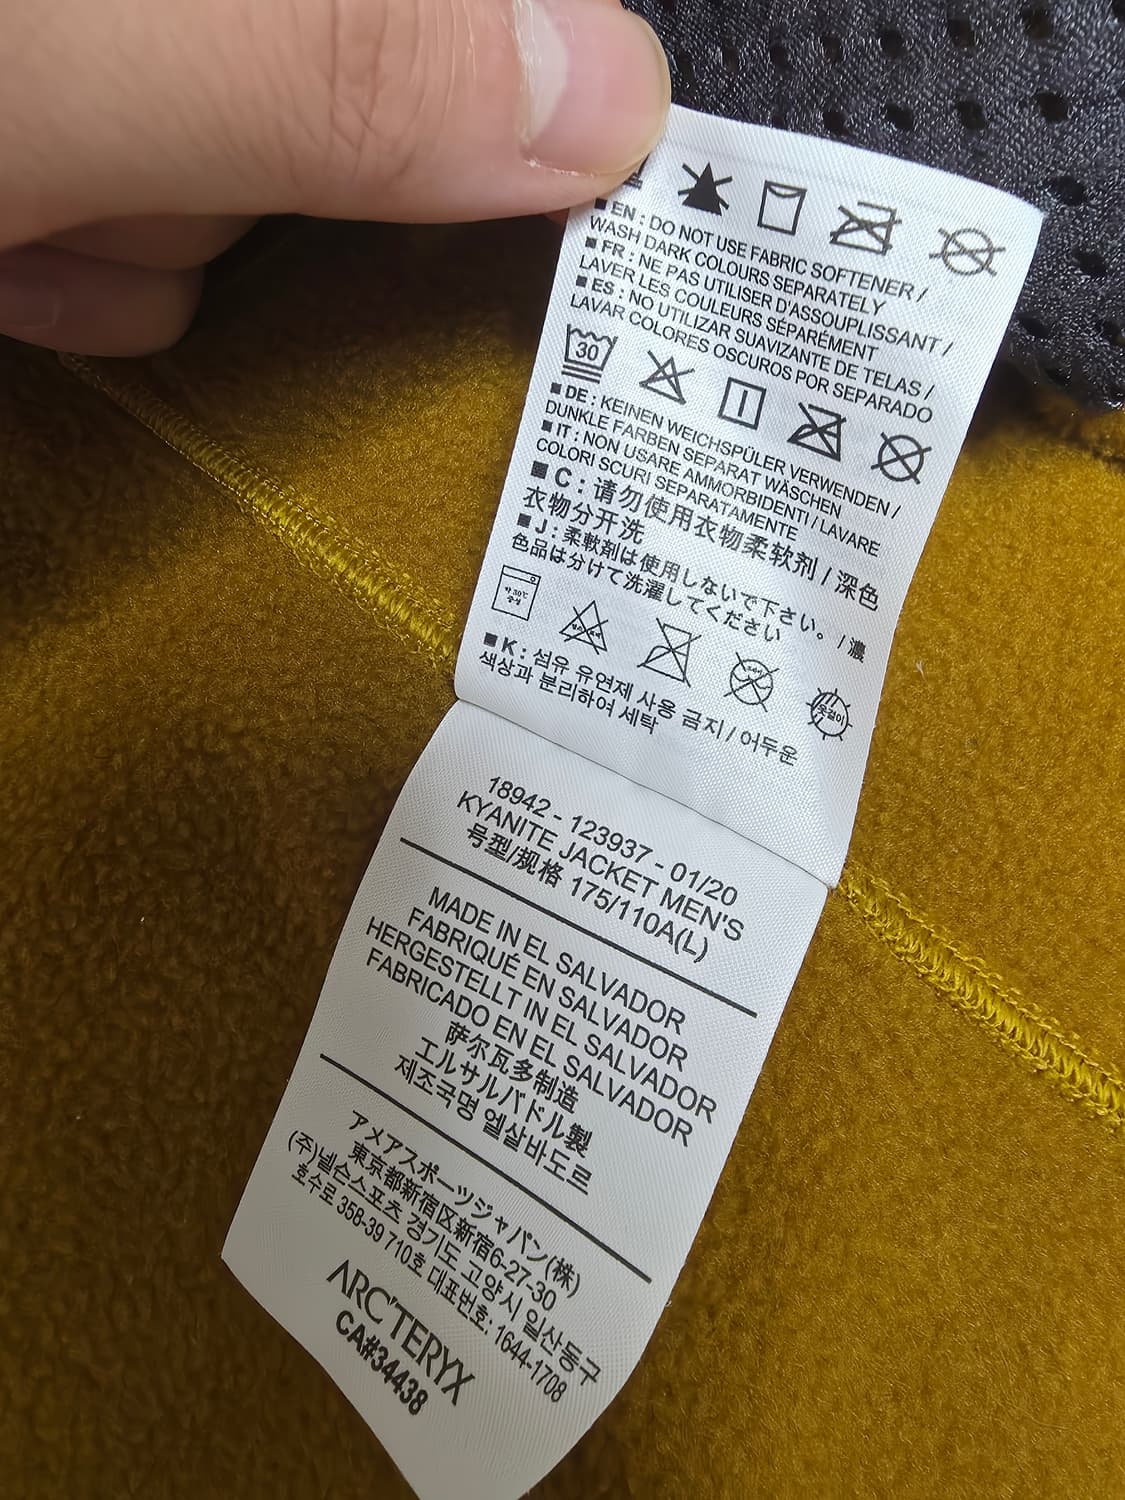 ■ EN : DO NOT USE FABRIC SOFTENER /
WASH DARK COLOURS SEPARATELY
■ FR : NE PAS UTILISER D'ASSOUPLISSANT /
LAVER LES COULEURS SÉPARÉMENT
■ ES : NO UTILIZAR SUAVIZANTE DE TELAS /
LAVAR COLORES OSCUROS POR SEPARADO
30
■ DE : KEINEN WEICHSPÜLER VERWENDEN /
DUNKLE FARBEN SEPARAT WÄSCHEN
■ IT : NON USARE AMMORBIDENTI / LAVARE
COLORI SCURI SEPARATAMENTE
■ C : 请勿使用衣物柔软剂 / 深色
衣物分开洗
■ J : 柔軟剤は使用しないで下さい。 / 濃
色品は分けて洗濯してください
약 30℃
중성
옷걸이
■ K : 섬유 유연제 사용 금지 / 어두운
색상과 분리하여 세탁
18942 - 123937 - 01/20
KYANITE JACKET MEN'S
号型/规格 175/110A(L)
MADE IN EL SALVADOR
FABRIQUÉ EN SALVADOR
HERGESTELLT IN EL SALVADOR
FABRICADO EN EL SALVADOR
萨尔瓦多制造
エルサルバドル製
제조국명 엘살바도르
アメアスポーツジャパン(株)
東京都新宿区新宿6-27-30
(주)넬슨스포츠 경기도 고양시 일산동구
호수로 358-39 710호 대표번호: 1644-1708
ARC'TERYX
CA#34438